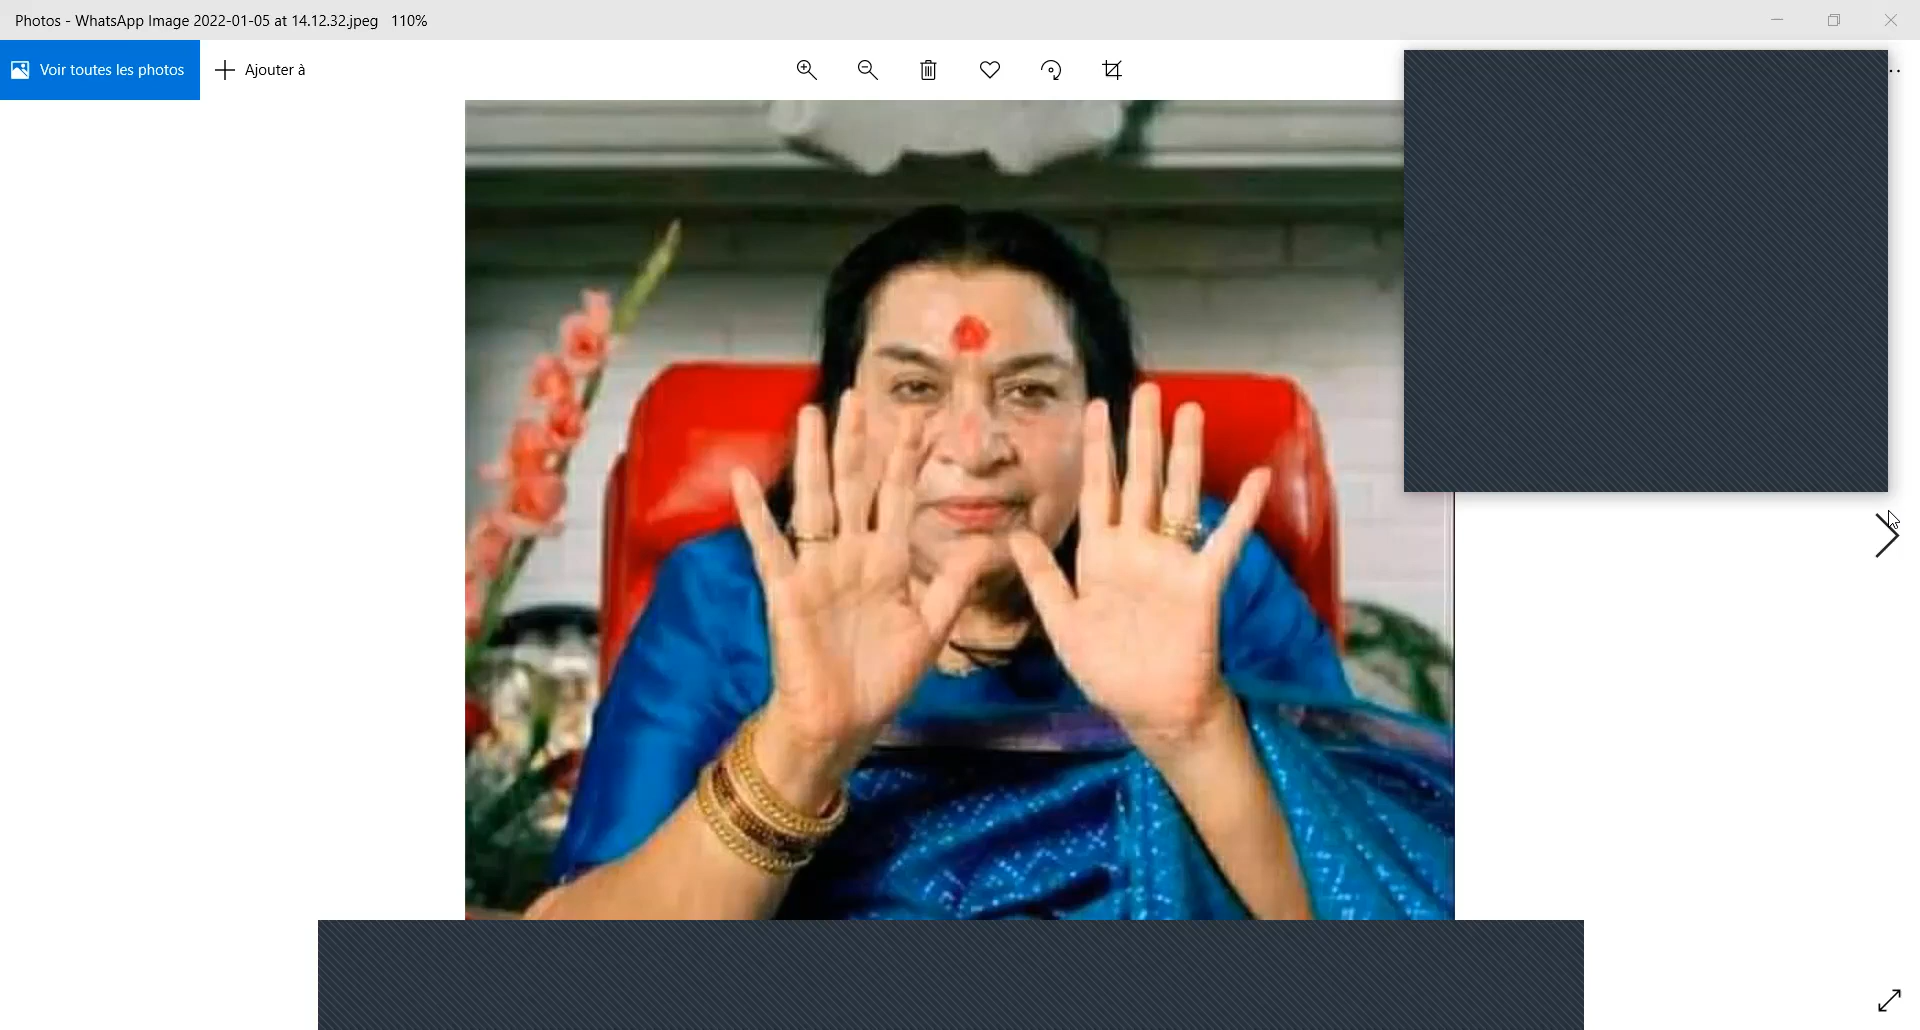 Photos - WhatsApp Image 2022-01-05 at 14.12.32.jpeg 110%
Voir toutes les photos
Ajouter à